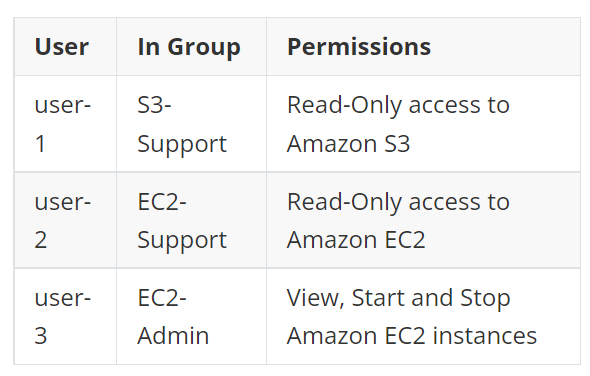 User In Group Permissions
user- S3- Read-Only access to
1 Support Amazon S3
user- EC2- Read-Only access to
2 Support Amazon EC2
user- EC2- View, Start and Stop
3 Admin Amazon EC2 instances